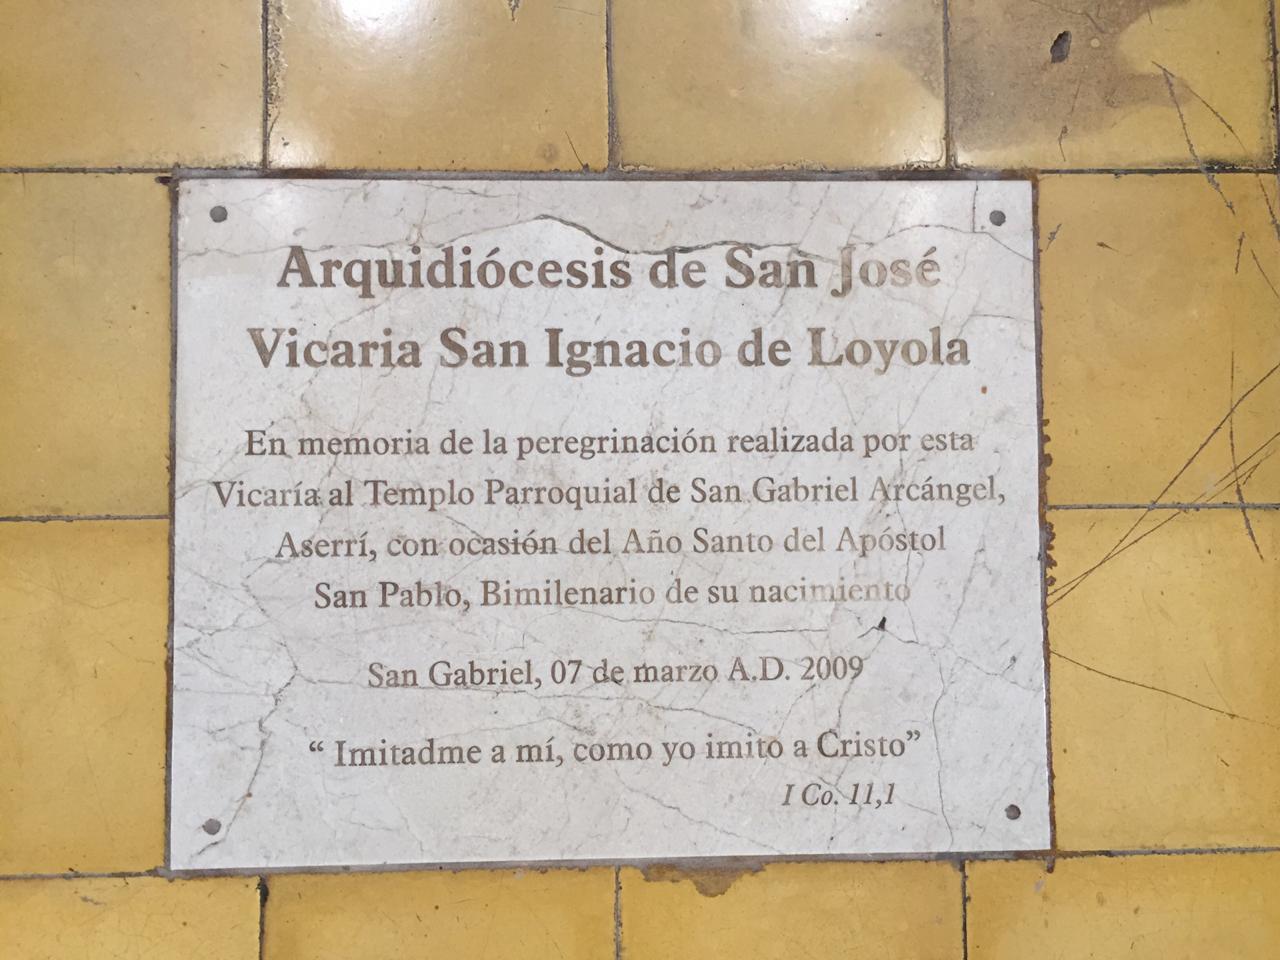 Arquidiócesis de San José
Vicaria San Ignacio de Loyola
En memoria de la peregrinación realizada por esta
Vicaría al Templo Parroquial de San Gabriel Arcángel,
Aserrí, con ocasión del Año Santo del Apóstol
San Pablo, Bimilenario de su nacimiento
San Gabriel, 07 de marzo A.D. 2009
“ Imitadme a mí, como yo imito a Cristo”
I Co. 11,1